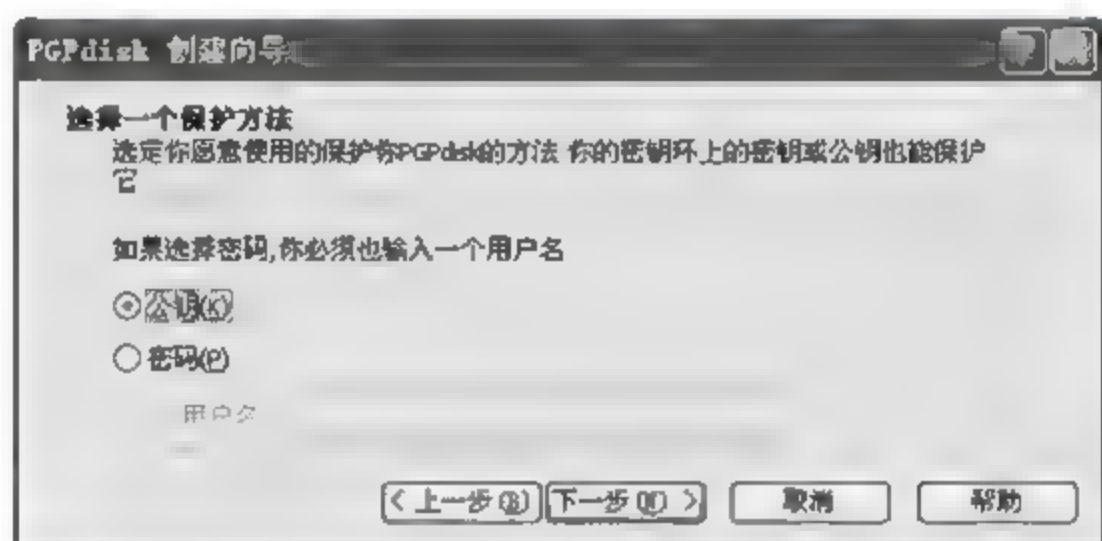 PGPdisk 创建向导
选择一个保护方法
选定你愿意使用的保护你PGPdisk的方法 你的密钥环上的密钥或公钥也能保护
它
如果选择密码,你必须也输入一个用户名
公钥(K)
密码(P)
用户名
< 上一步(B)
下一步(N) >
取消
帮助